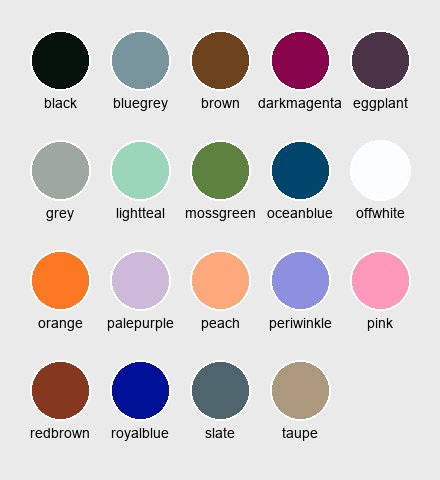 black bluegrey brown darkmagenta eggplant
grey lightteal mossgreen oceanblue offwhite
orange palepurple peach periwinkle pink
redbrown royalblue slate taupe